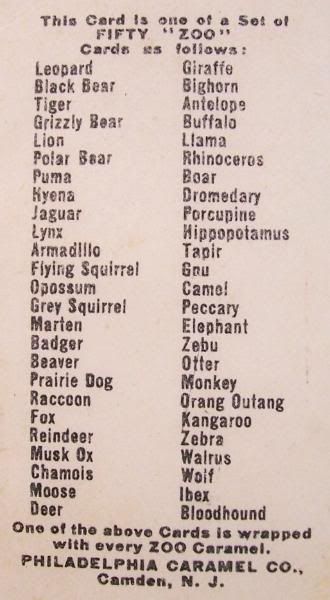 This Card is one of a Set of
FIFTY "ZOO"
Cards as follows:
Leopard
Black Bear
Tiger
Grizzly Bear
Lion
Polar Bear
Puma
Hyena
Jaguar
Lynx
Armadillo
Flying Squirrel
Opossum
Grey Squirrel
Marten
Badger
Beaver
Prairie Dog
Raccoon
Fox
Reindeer
Musk Ox
Chamois
Moose
Deer
Giraffe
Bighorn
Antelope
Buffalo
Llama
Rhinoceros
Boar
Dromedary
Porcupine
Hippopotamus
Tapir
Gnu
Camel
Peccary
Elephant
Zebu
Otter
Monkey
Orang Outang
Kangaroo
Zebra
Walrus
Wolf
Ibex
Bloodhound
One of the above Cards is wrapped
with every ZOO Caramel.
PHILADELPHIA CARAMEL CO.,
Camden, N. J.